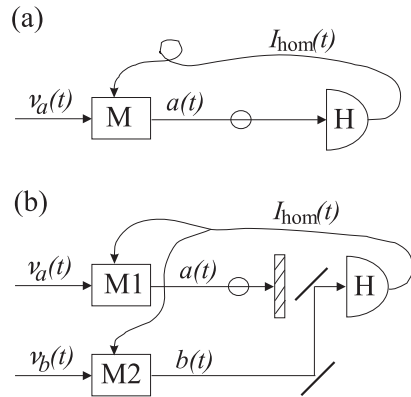 (a)
I_hom(t)
ν_a(t) M a(t) H
(b)
I_hom(t)
ν_a(t) M1 a(t) H
ν_b(t) M2 b(t)